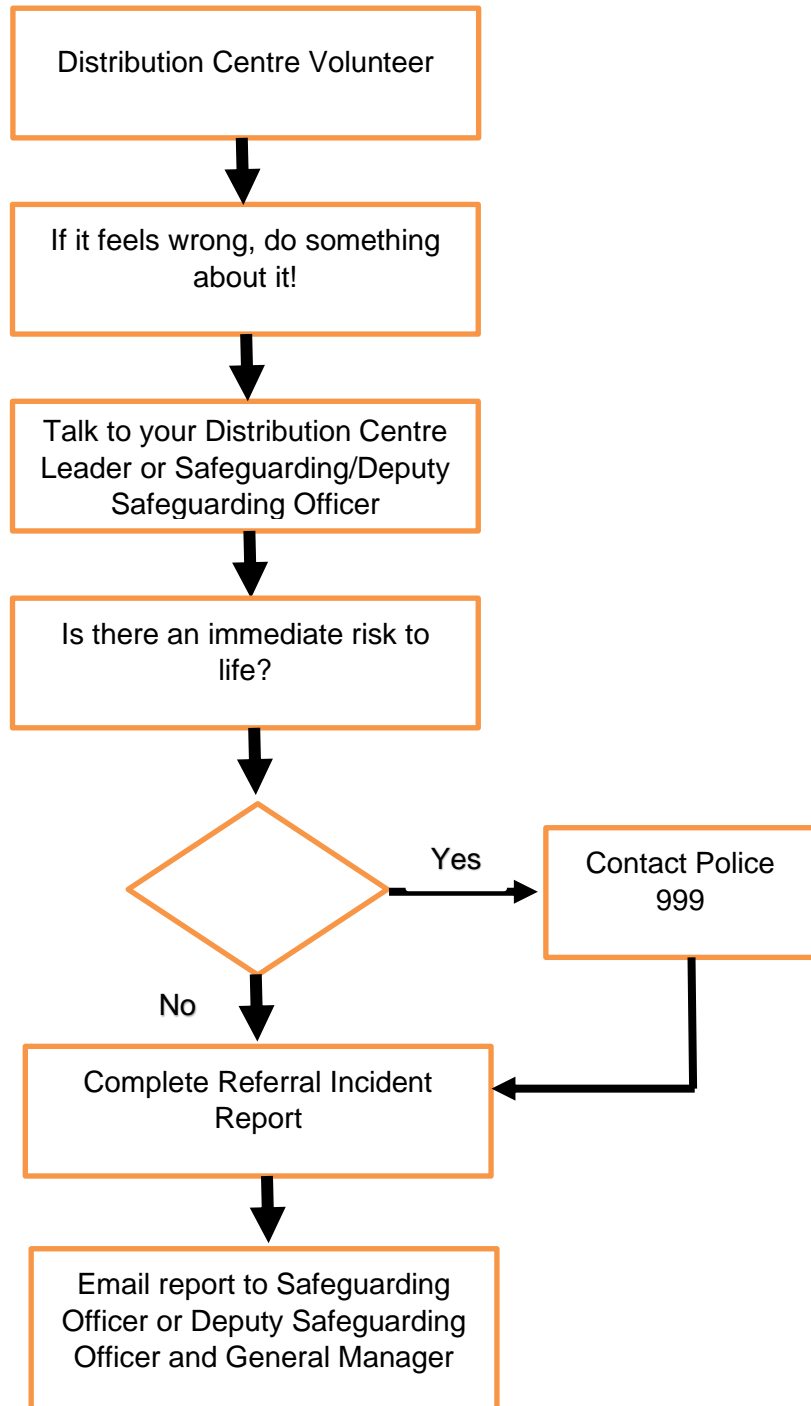 Distribution Centre Volunteer
If it feels wrong, do something
about it!
Talk to your Distribution Centre
Leader or Safeguarding/Deputy
Safeguarding Officer
Is there an immediate risk to
life?
Yes
Contact Police
999
No
Complete Referral Incident
Report
Email report to Safeguarding
Officer or Deputy Safeguarding
Officer and General Manager